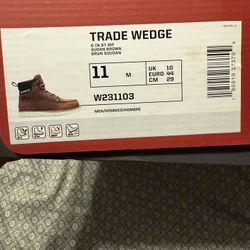 TRADE WEDGE
6 IN ST WP
SUDAN BROWN
BRUN SOUDAN
11 M
UK 10
EURO 44
CM 29
W231103
MEN/HOMMES/HOMBRE